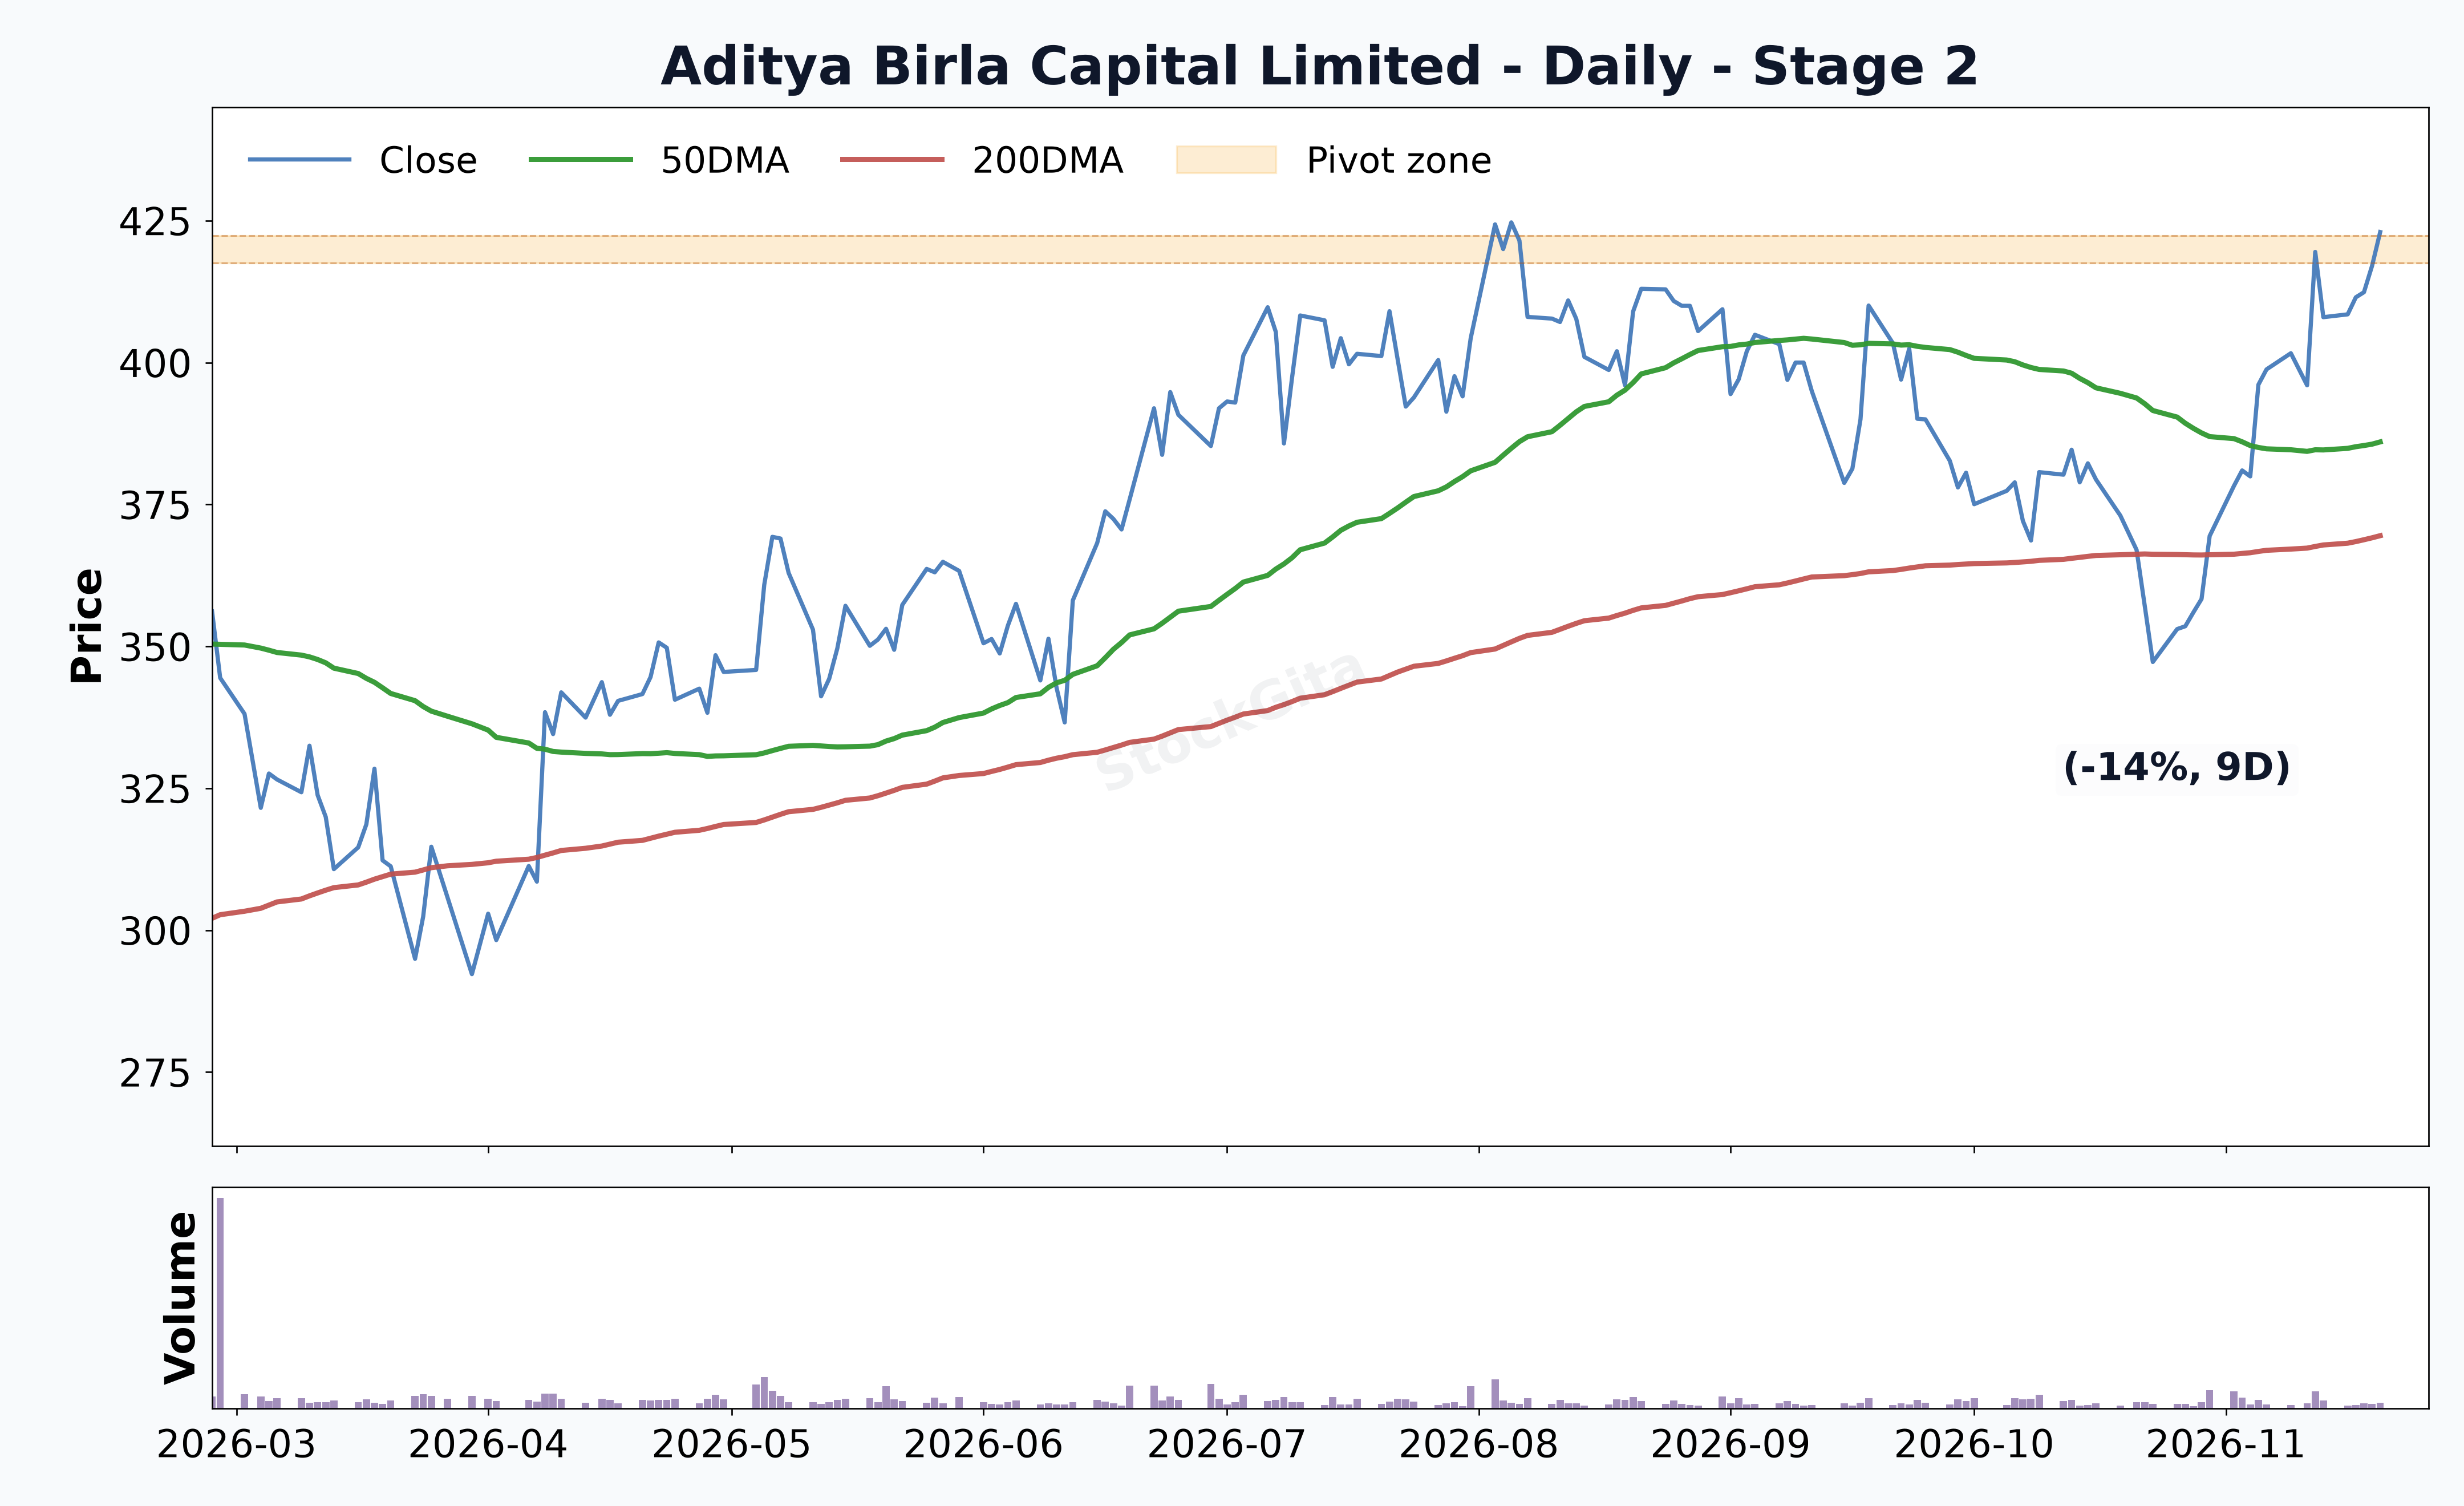 Aditya Birla Capital Limited - Daily - Stage 2
Close 50DMA 200DMA Pivot zone
425
400
375
350
325
300
275
Price
StockGita
(-14%, 9D)
Volume
2026-03 2026-04 2026-05 2026-06 2026-07 2026-08 2026-09 2026-10 2026-11